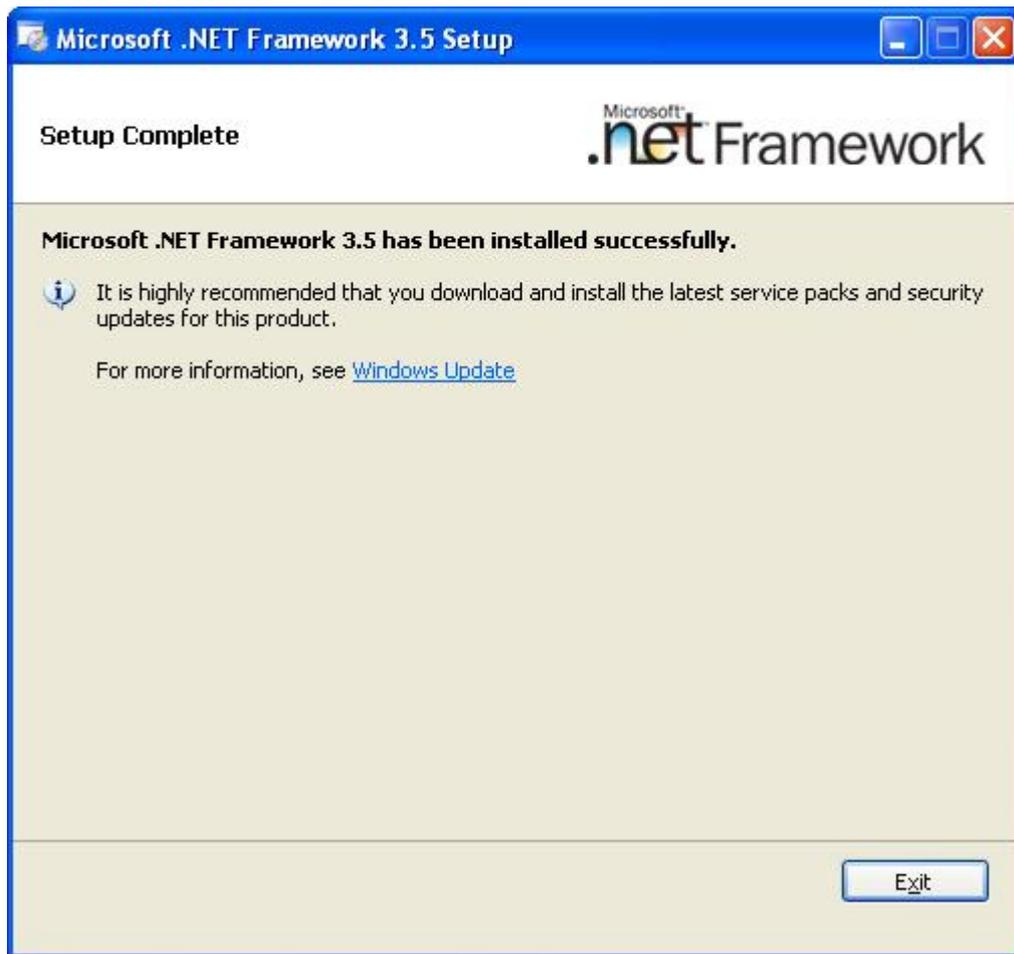 Microsoft .NET Framework 3.5 Setup
Setup Complete
Microsoft
.net Framework
Microsoft .NET Framework 3.5 has been installed successfully.
It is highly recommended that you download and install the latest service packs and security
updates for this product.
For more information, see Windows Update
Exit